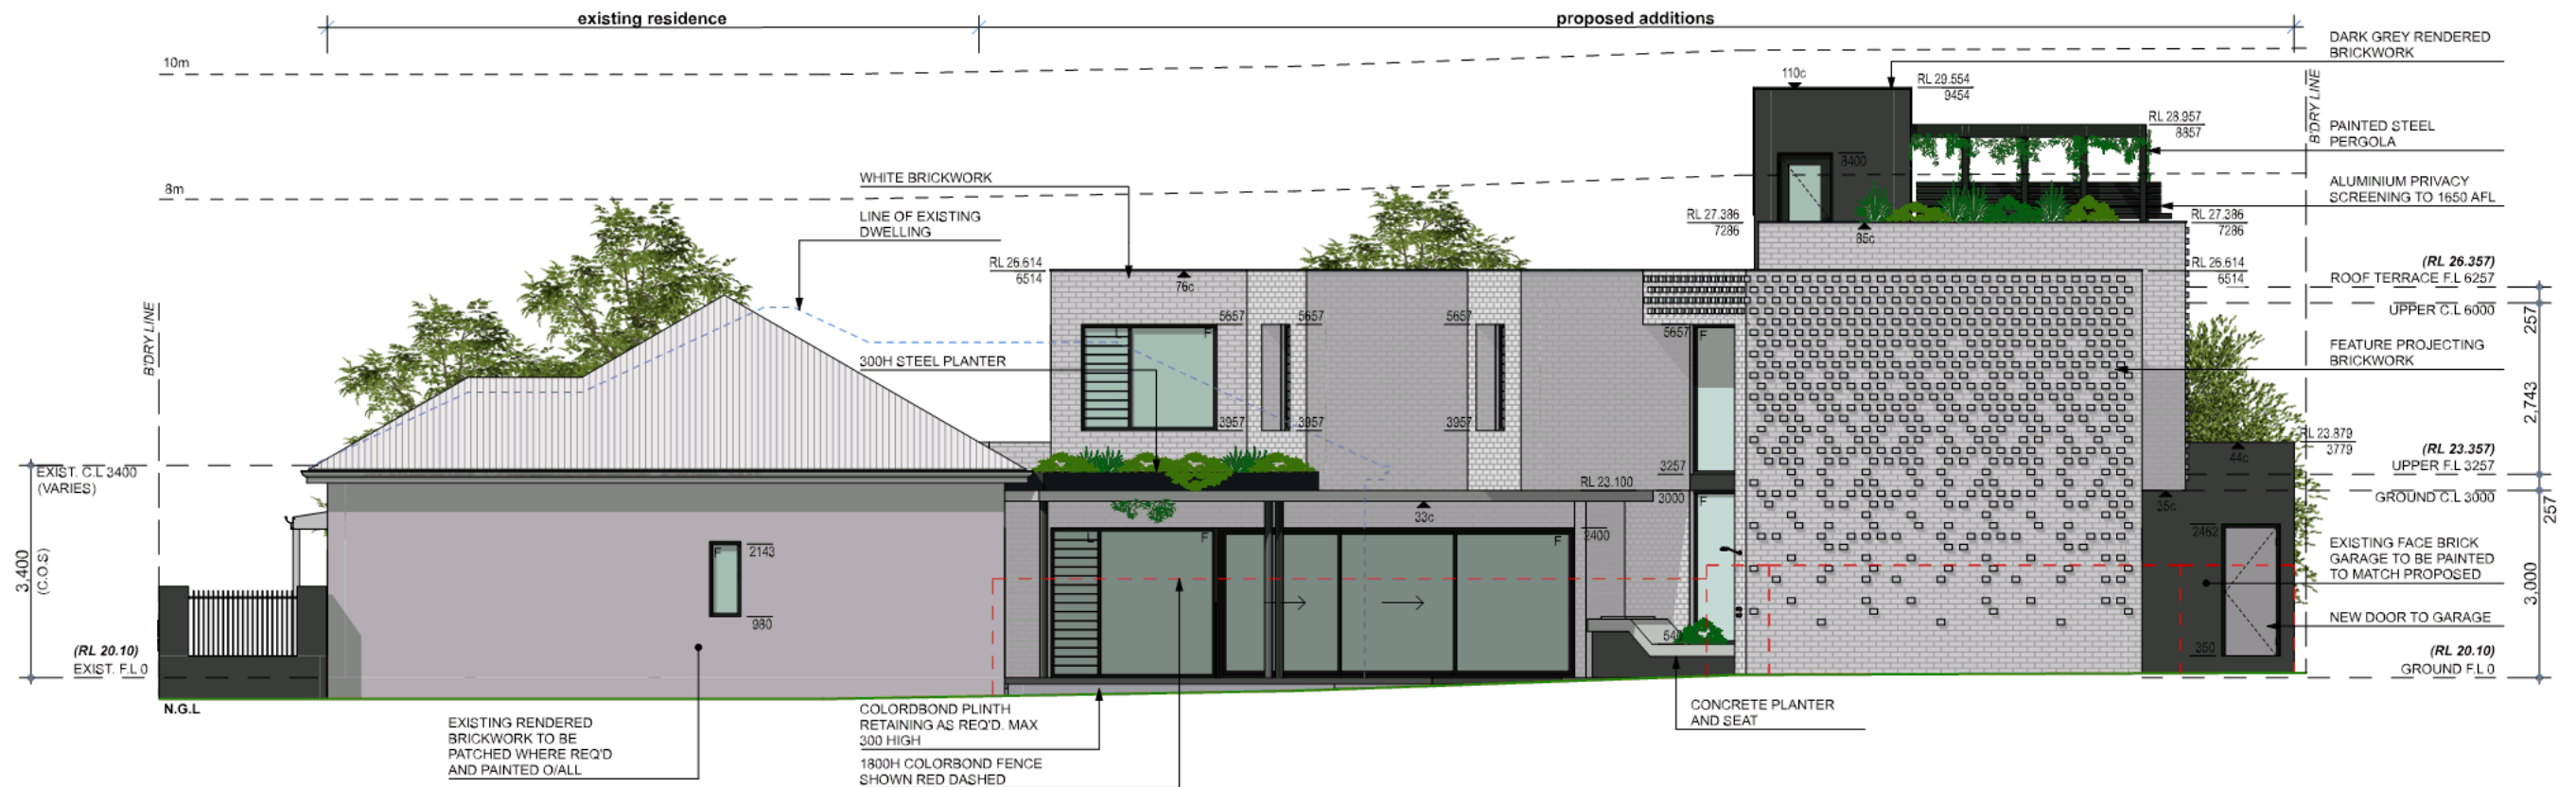 existing residence
proposed additions
10m
8m
B'DRY LINE
B'DRY LINE
DARK GREY RENDERED
BRICKWORK
110c
RL 29.554
9454
RL 28.957
8857
PAINTED STEEL
PERGOLA
8400
ALUMINIUM PRIVACY
SCREENING TO 1650 AFL
WHITE BRICKWORK
LINE OF EXISTING
DWELLING
RL 27.386
7286
85c
RL 27.386
7286
RL 26.614
6514
76c
RL 26.614
6514
(RL 26.357)
ROOF TERRACE F.L 6257
UPPER C.L 6000
257
5657
5657
5657
5657
L
F
F
FEATURE PROJECTING
BRICKWORK
300H STEEL PLANTER
2,743
3957
3957
3957
RL 23.879
3779
44c
(RL 23.357)
UPPER F.L 3257
EXIST. C.L 3400
(VARIES)
3257
RL 23.100
3000
GROUND C.L 3000
257
33c
35c
2400
2462
L
F
F
F
F
2143
980
EXISTING FACE BRICK
GARAGE TO BE PAINTED
TO MATCH PROPOSED
3,400
(C.O.S)
3,000
NEW DOOR TO GARAGE
350
(RL 20.10)
EXIST. F.L 0
(RL 20.10)
GROUND F.L 0
N.G.L
EXISTING RENDERED
BRICKWORK TO BE
PATCHED WHERE REQ'D
AND PAINTED O/ALL
COLORDBOND PLINTH
RETAINING AS REQ'D. MAX
300 HIGH
1800H COLORBOND FENCE
SHOWN RED DASHED
CONCRETE PLANTER
AND SEAT